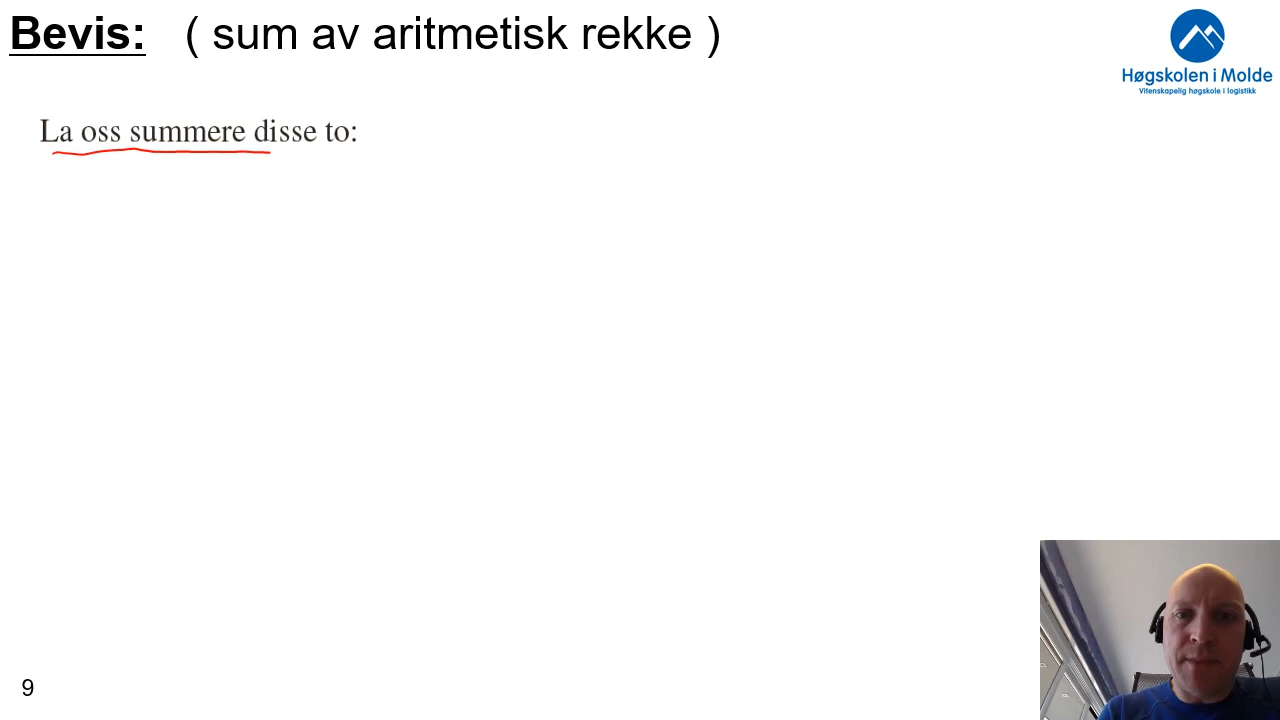 Bevis: ( sum av aritmetisk rekke )
Høgskolen i Molde
Vitenskapelig høgskole i logistikk
La oss summere disse to:
9